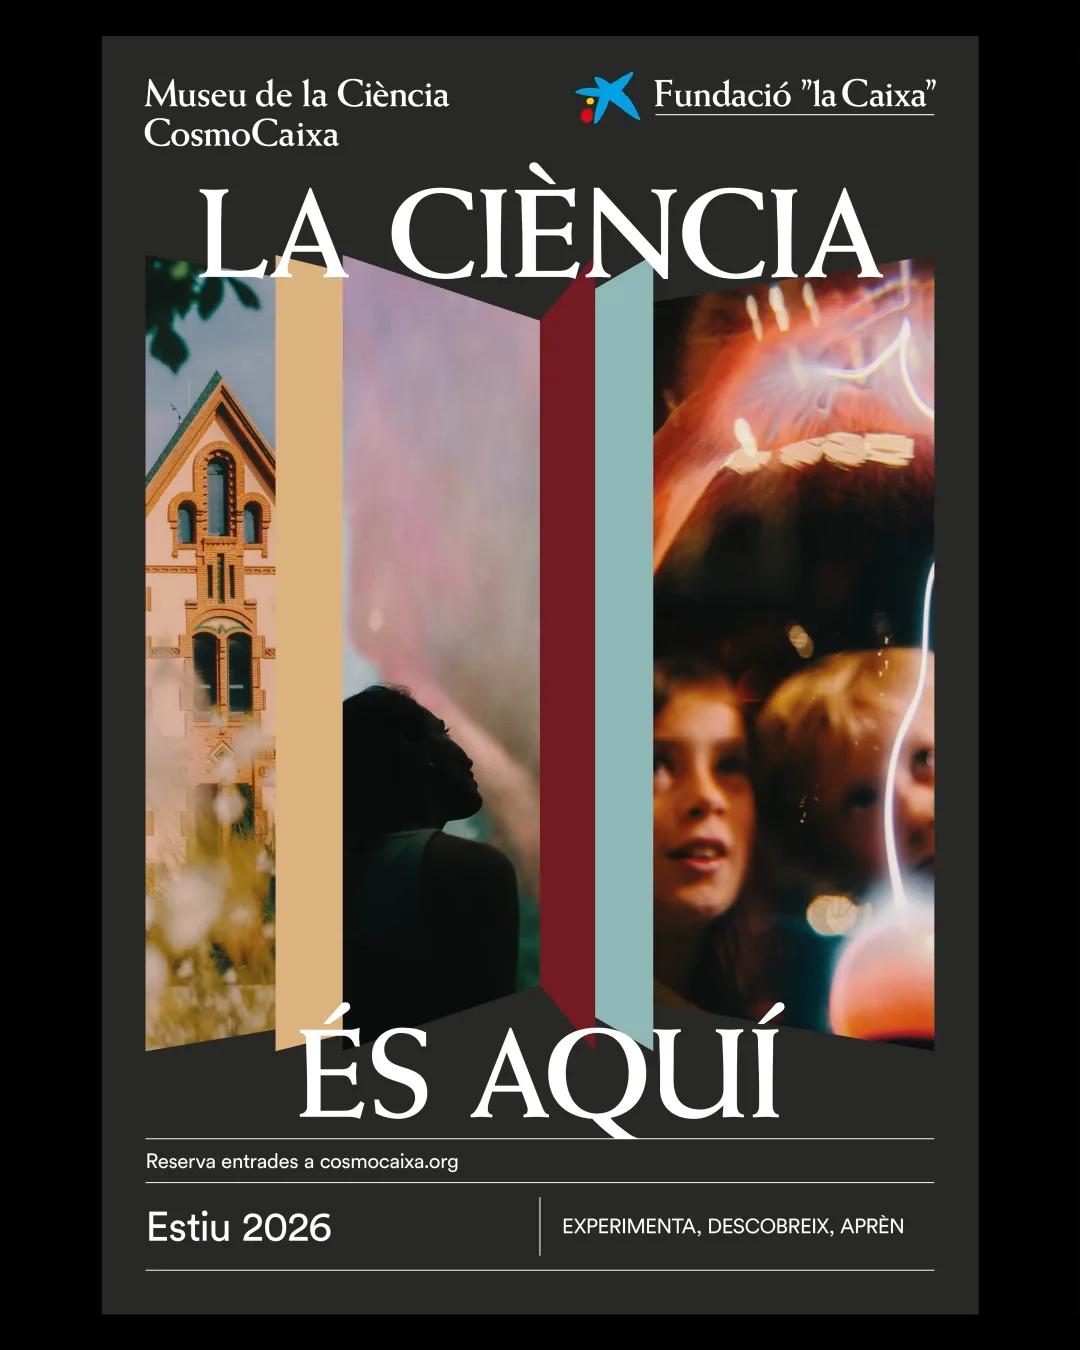 Museu de la Ciència
CosmoCaixa
Fundació "la Caixa"
LA CIÈNCIA
ÉS AQUÍ
Reserva entrades a cosmocaixa.org
Estiu 2026
EXPERIMENTA, DESCOBREIX, APRÈN